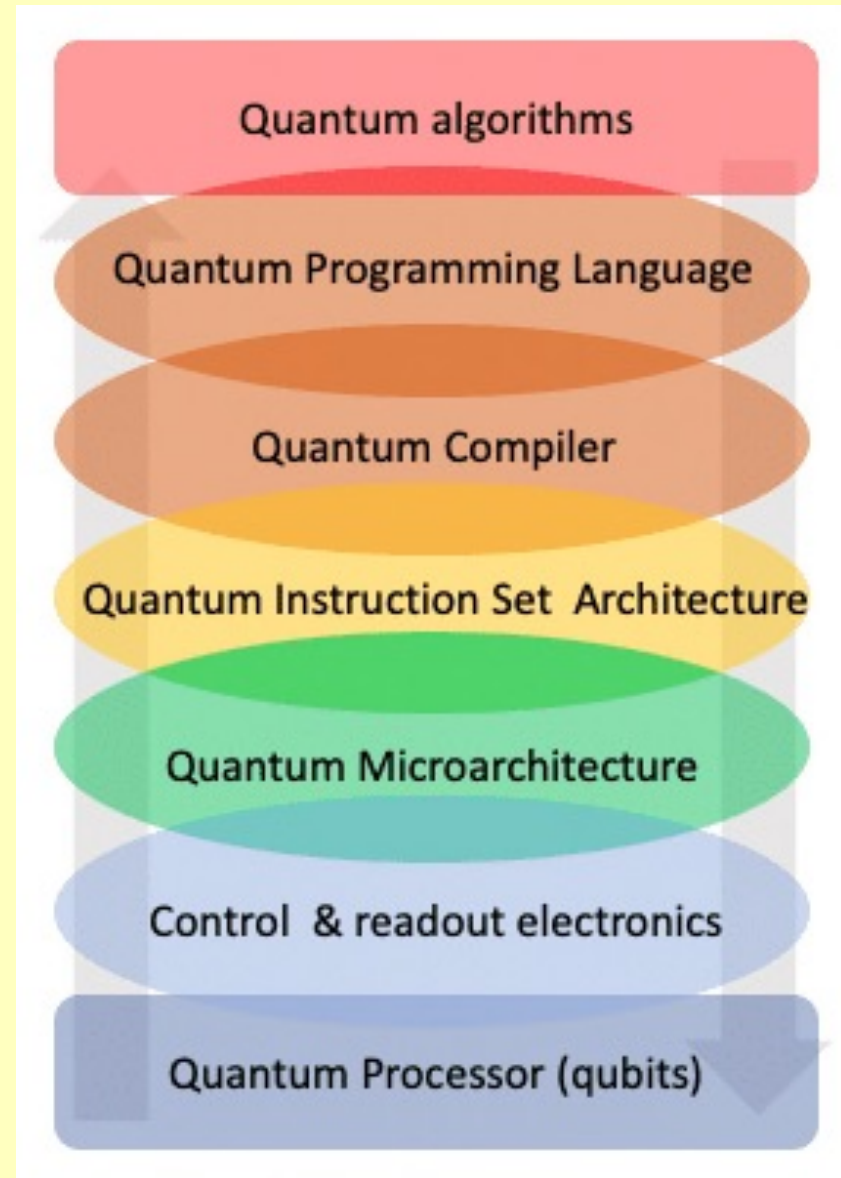 Quantum algorithms
Quantum Programming Language
Quantum Compiler
Quantum Instruction Set Architecture
Quantum Microarchitecture
Control & readout electronics
Quantum Processor (qubits)